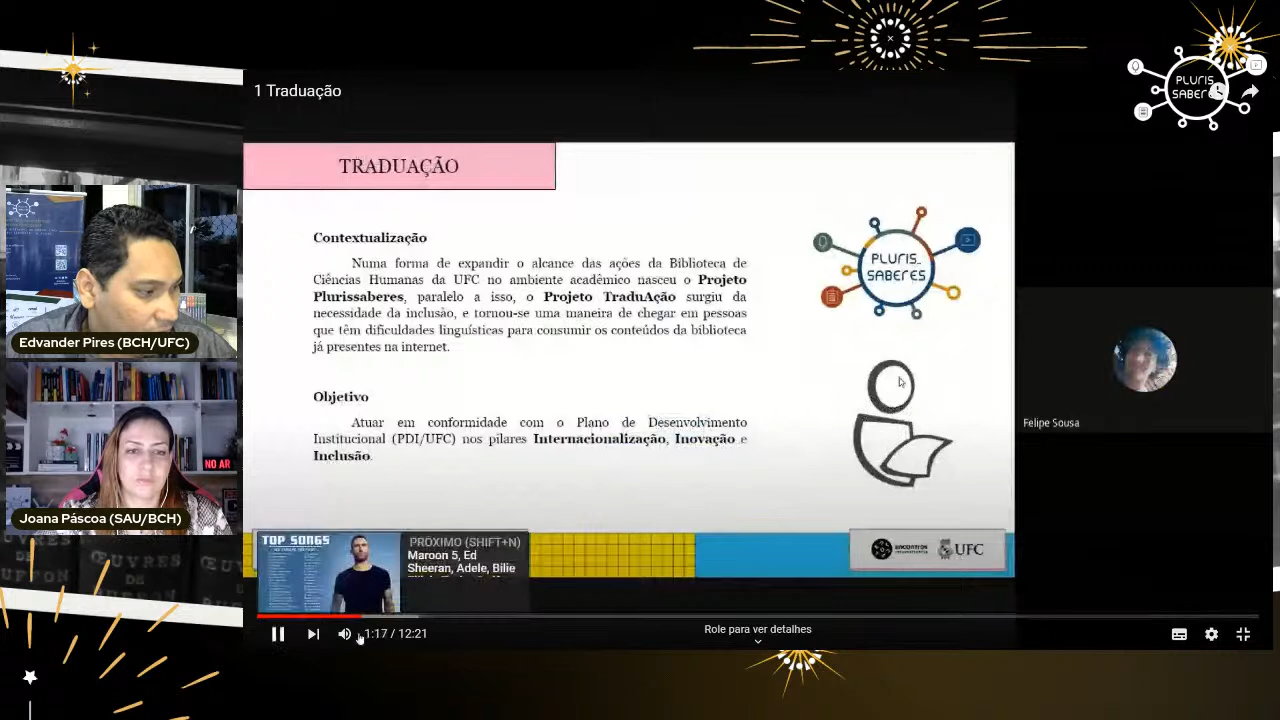 PLURIS_
SABERES
1 Traduação
TRADUAÇÃO
Contextualização
Numa forma de expandir o alcance das ações da Biblioteca de
Ciências Humanas da UFC no ambiente acadêmico nasceu o Projeto
Plurissaberes, paralelo a isso, o Projeto TraduAção surgiu da
necessidade da inclusão, e tornou-se uma maneira de chegar em pessoas
que têm dificuldades linguísticas para consumir os conteúdos da biblioteca
já presentes na internet.
Objetivo
Atuar em conformidade com o Plano de Desenvolvimento
Institucional (PDI/UFC) nos pilares Internacionalização, Inovação e
Inclusão.
PLURIS_
SABERES
Edvander Pires (BCH/UFC)
NO AR
Joana Páscoa (SAU/BCH)
Felipe Sousa
TOP SONGS
PRÓXIMO (SHIFT+N)
Maroon 5, Ed
Sheeran, Adele, Bilie
ENCONTROS
UFC
1:17 / 12:21
Role para ver detalhes